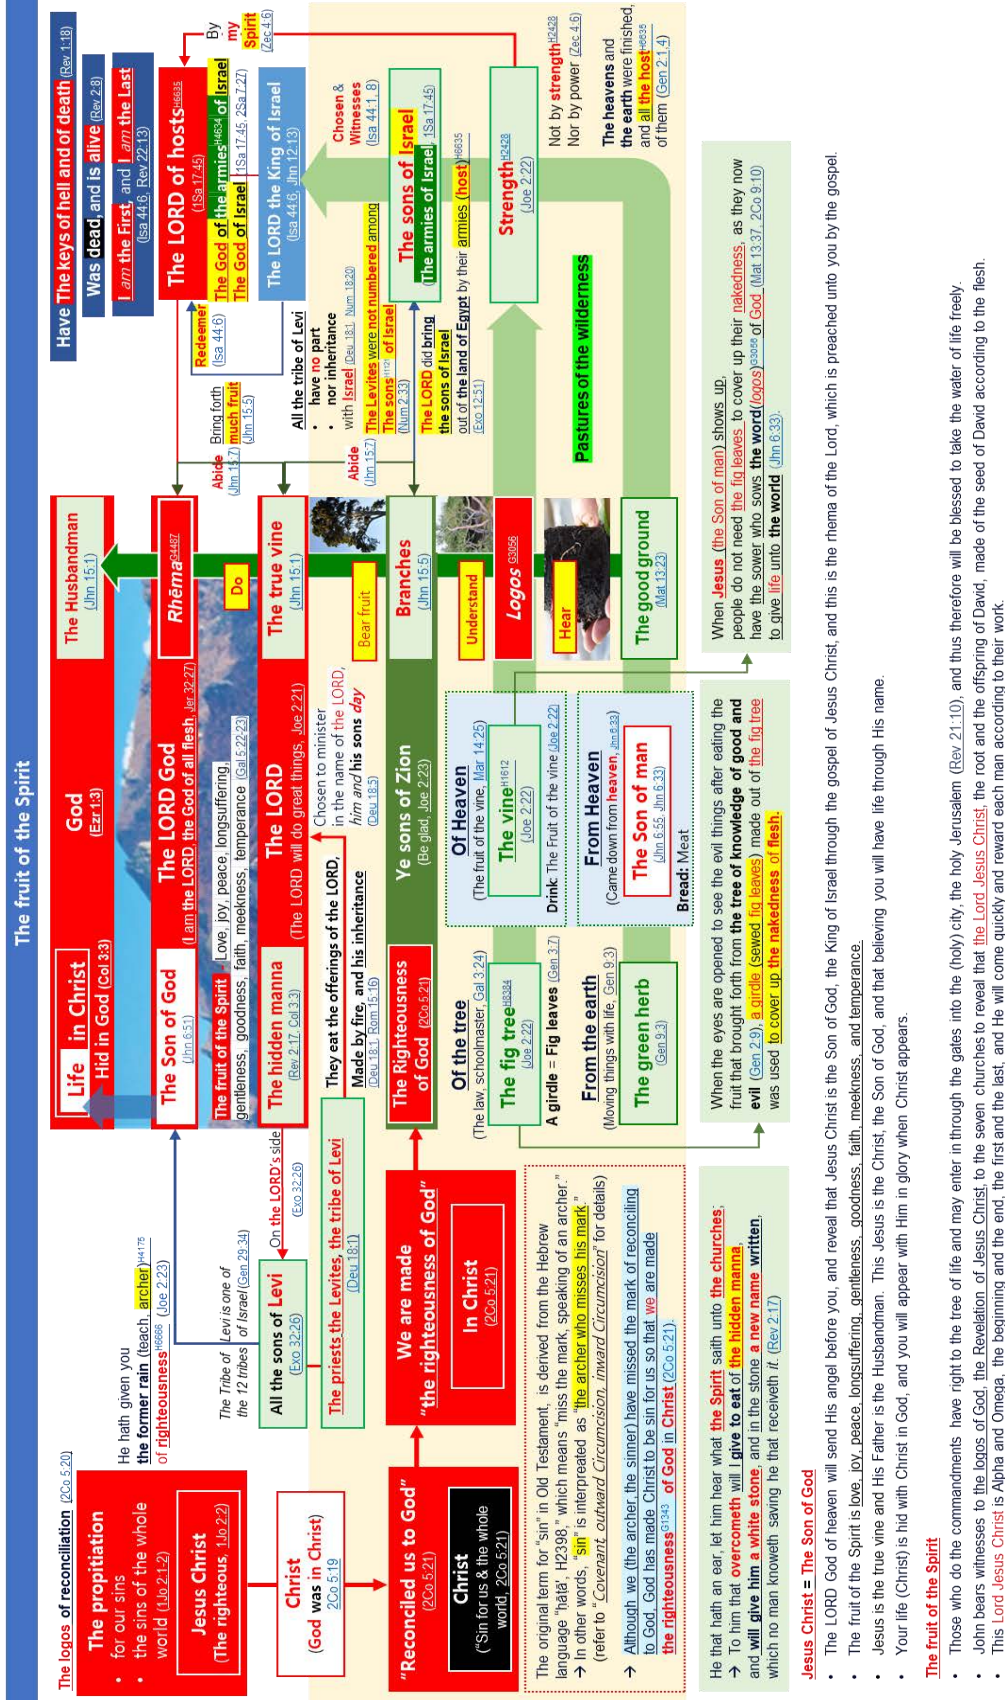 The fruit of the Spirit
The logos of reconciliation (2Co 5:20)
The propitiation
• for our sins
• the sins of the whole
world (1Jo 2:1-2)
Jesus Christ
(The righteous, 1Jo 2:2)
Christ
(God was in Christ)
2Co 5:19
"Reconciled us to God"
(2Co 5:21)
Christ
("Sin for us & the whole
world, 2Co 5:21)
He hath given you
the former rain (teach, archer)H4175
of righteousnessH6666 (Joe 2:23)
The Tribe of Levi is one of
the 12 tribes of Israel (Gen 29:34)
All the sons of Levi
(Exo 32:26)
On the LORD's side
(Exo 32:26)
The priests the Levites, the tribe of Levi
(Deu 18:1)
We are made
"the righteousness of God"
In Christ
(2Co 5:21)
Life in Christ
Hid in God (Col 3:3)
God
(Ezr 1:3)
The Husbandman
(Jhn 15:1)
The Son of God
(Jhn 6:51)
The LORD God
(I am the LORD, the God of all flesh, Jer 32:27)
RhēmaG4487
The fruit of the Spirit - Love, joy, peace, longsuffering,
gentleness, goodness, faith, meekness, temperance (Gal 5:22-23)
Do
The hidden manna
(Rev 2:17, Col 3:3)
The LORD
(The LORD will do great things, Joe 2:21)
The true vine
(Jhn 15:1)
They eat the offerings of the LORD,
Made by fire, and his inheritance
(Deu 18:1, Rom 15:16)
Chosen to minister
in the name of the LORD,
him and his sons day
(Deu 18:5)
Bear fruit
The Righteousness
of God (2Co 5:21)
Ye sons of Zion
(Be glad, Joe 2:23)
Branches
(Jhn 15:5)
Of the tree
(The law, schoolmaster, Gal 3:24)
The fig treeH8384
(Joe 2:22)
A girdle = Fig leaves (Gen 3:7)
From the earth
(Moving things with life, Gen 9:3)
The green herb
(Gen 9:3)
Of Heaven
(The fruit of the vine, Mar 14:25)
The vineH1612
(Joe 2:22)
Drink: The Fruit of the vine (Joe 2:22)
From Heaven
(Came down from heaven, Jhn 6:33)
The Son of man
(Jhn 6:55, Jhn 6:33)
Bread: Meat
Understand
Logos G3056
Hear
The good ground
(Mat 13:23)
Have The keys of hell and of death (Rev 1:18)
Was dead, and is alive (Rev 2:8)
I am the First, and I am the Last
(Isa 44:6, Rev 22:13)
The LORD of hostsH6635
(1Sa 17:45)
The God of the armiesH4634 of Israel
The God of Israel (1Sa 17:45, 2Sa 7:27)
The LORD the King of Israel
(Isa 44:6, Jhn 12:13)
By
my
Spirit
(Zec 4:6)
Redeemer
(Isa 44:6)
Abide
(Jhn 15:7)
Bring forth
much fruit
(Jhn 15:5)
All the tribe of Levi
• have no part
• nor inheritance
with Israel (Deu 18:1, Num 18:20)
Abide
(Jhn 15:7)
The Levites were not numbered among
The sonsH1121 of Israel
(Num 2:33)
The LORD did bring
the sons of Israel
out of the land of Egypt by their armies (host)H6635
(Exo 12:51)
Chosen &
Witnesses
(Isa 44:1, 8)
The sons of Israel
(The armies of Israel, 1Sa 17:45)
StrengthH2428
(Joe 2:22)
Not by strengthH2428
Nor by power (Zec 4:6)
The heavens and
the earth were finished,
and all the hostH6635
of them (Gen 2:1,4)
Pastures of the wilderness
The original term for "sin" in Old Testament, is derived from the Hebrew
language "hätä', H2398," which means "miss the mark, speaking of an archer."
→ In other words, "sin" is interpreated as "the archer who misses his mark."
(refer to "Covenant, outward Circumcision, inward Circumcision" for details)
→ Although we (the archer, the sinner) have missed the mark of reconciling
to God, God has made Christ to be sin for us so that we are made
the righteousnessG1343 of God in Christ (2Co 5:21).
He that hath an ear, let him hear what the Spirit saith unto the churches;
→ To him that overcometh will I give to eat of the hidden manna,
and will give him a white stone, and in the stone a new name written,
which no man knoweth saving he that receiveth it. (Rev 2:17)
When the eyes are opened to see the evil things after eating the
fruit that brought forth from the tree of knowledge of good and
evil (Gen 2:9), a girdle (sewed fig leaves) made out of the fig tree
was used to cover up the nakedness of flesh.
When Jesus (the Son of man) shows up,
people do not need the fig leaves to cover up their nakedness, as they now
have the sower who sows the word(logos)G3056 of God (Mat 13:37, 2Co 9:10)
to give life unto the world (Jhn 6:33).
Jesus Christ = The Son of God
• The LORD God of heaven will send His angel before you, and reveal that Jesus Christ is the Son of God, the King of Israel through the gospel of Jesus Christ, and this is the rhema of the Lord, which is preached unto you by the gospel.
• The fruit of the Spirit is love, joy, peace, longsuffering, gentleness, goodness, faith, meekness, and temperance.
• Jesus is the true vine and His Father is the Husbandman. This Jesus is the Christ, the Son of God, and that believing you will have life through His name.
• Your life (Christ) is hid with Christ in God, and you will appear with Him in glory when Christ appears.
The fruit of the Spirit
• Those who do the commandments have right to the tree of life and may enter in through the gates into the (holy) city, the holy Jerusalem (Rev 21:10), and thus therefore will be blessed to take the water of life freely.
• John bears witnesses to the logos of God, the Revelation of Jesus Christ, to the seven churches to reveal that the Lord Jesus Christ, the root and the offspring of David, made of the seed of David according to the flesh.
• This Lord Jesus Christ is Alpha and Omega, the beginning and the end, the first and the last, and He will come quickly and reward each man according to their work.